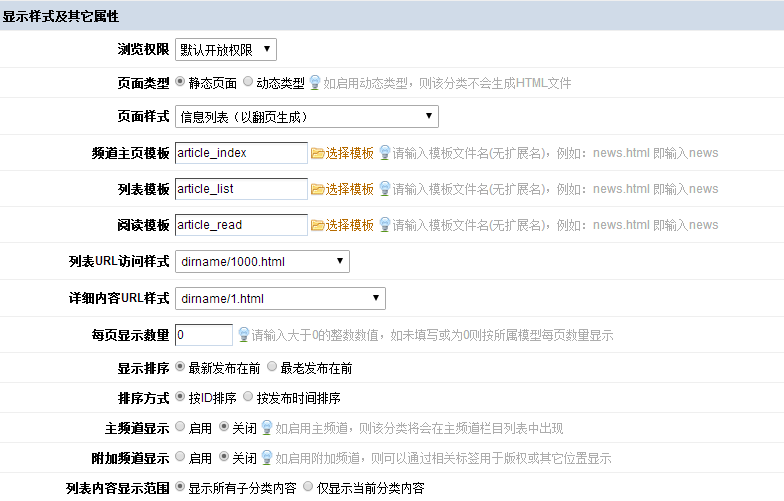 显示样式及其它属性
浏览权限 默认开放权限
页面类型 静态页面 动态类型 如启用动态类型，则该分类不会生成HTML文件
页面样式 信息列表（以翻页生成）
频道主页模板 article_index 选择模板 请输入模板文件名(无扩展名)，例如：news.html 即输入news
列表模板 article_list 选择模板 请输入模板文件名(无扩展名)，例如：news.html 即输入news
阅读模板 article_read 选择模板 请输入模板文件名(无扩展名)，例如：news.html 即输入news
列表URL访问样式 dirname/1000.html
详细内容URL样式 dirname/1.html
每页显示数量 0 请输入大于0的整数数值，如未填写或为0则按所属模型每页数量显示
显示排序 最新发布在前 最老发布在前
排序方式 按ID排序 按发布时间排序
主频道显示 启用 关闭 如启用主频道，则该分类将会在主频道栏目列表中出现
附加频道显示 启用 关闭 如启用附加频道，则可以通过相关标签用于版权或其它位置显示
列表内容显示范围 显示所有子分类内容 仅显示当前分类内容